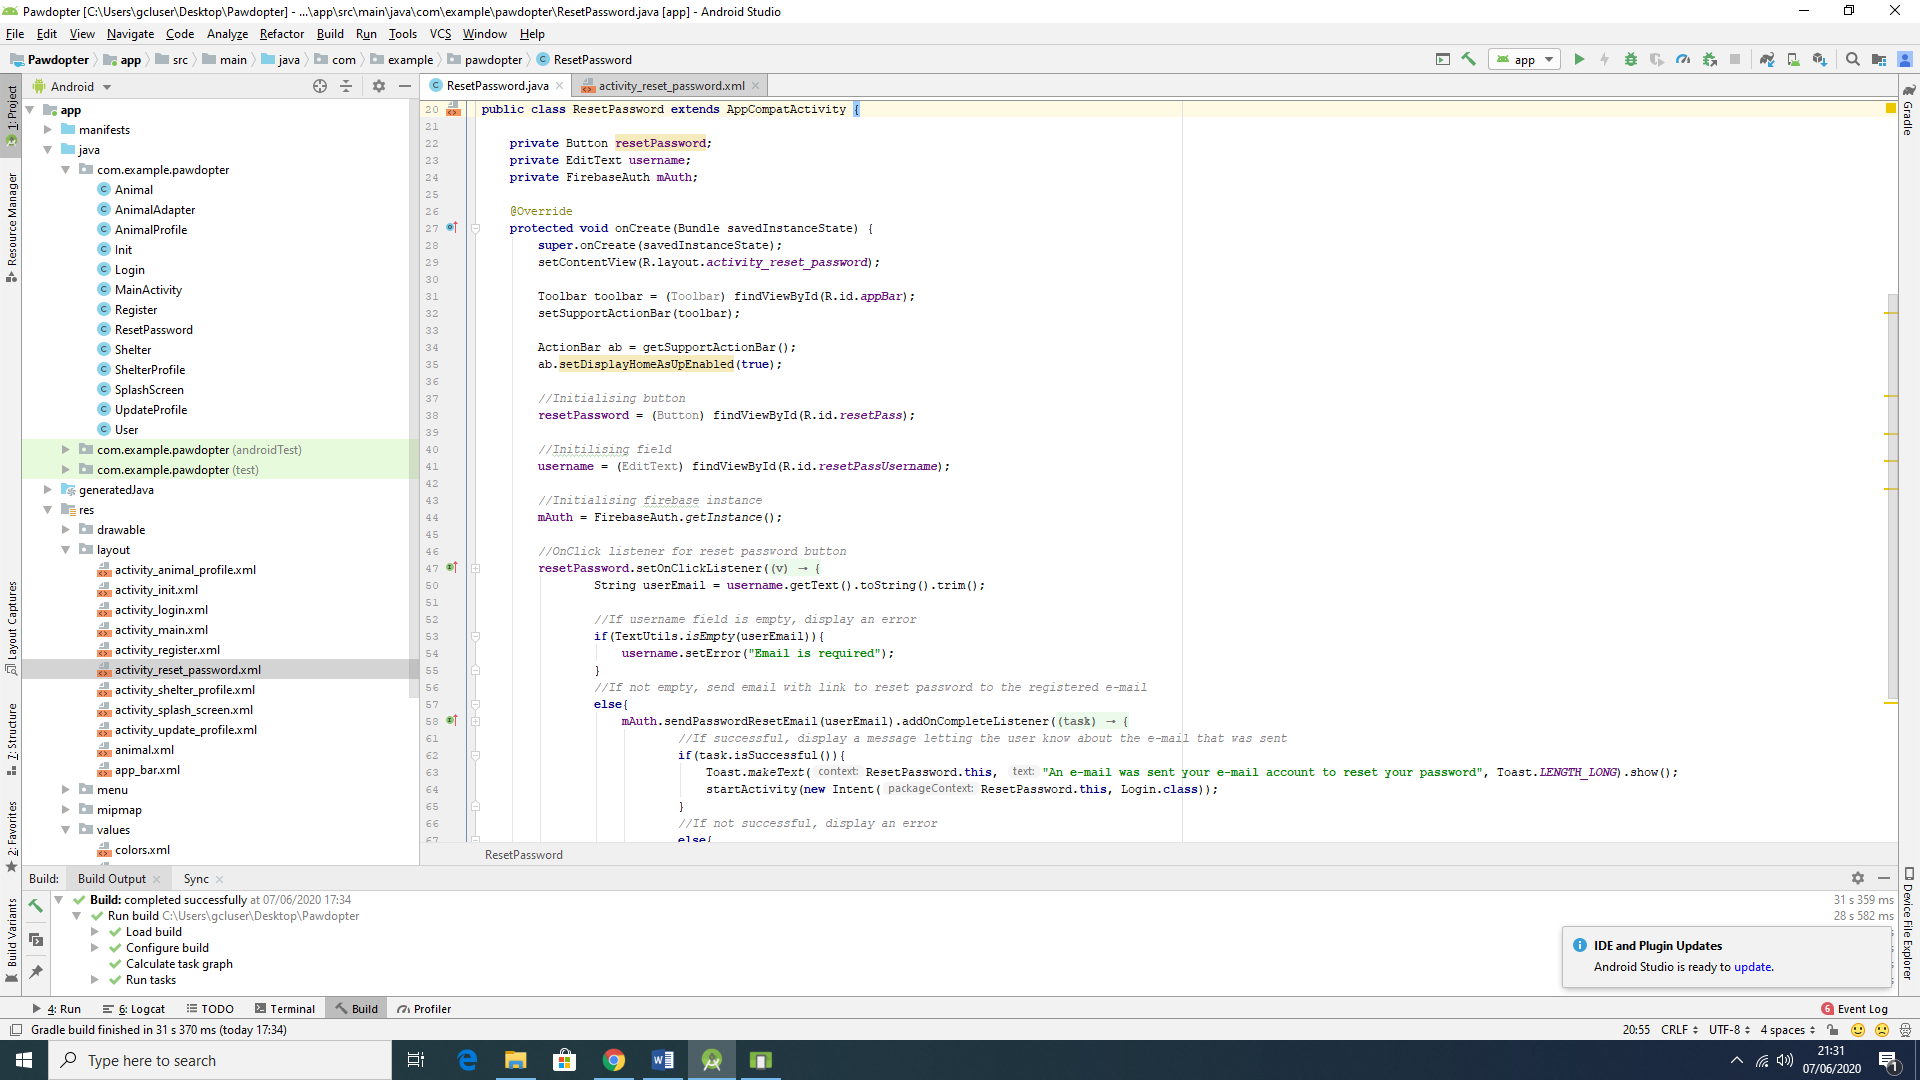 Pawdopter [C:\Users\gcluser\Desktop\Pawdopter] - ...\app\src\main\java\com\example\pawdopter\ResetPassword.java [app] - Android Studio
File Edit View Navigate Code Analyze Refactor Build Run Tools VCS Window Help
Pawdopter app src main java com example pawdopter ResetPassword
app
Android
ResetPassword.java
activity_reset_password.xml
1: Project
Resource Manager
Layout Captures
7: Structure
2: Favorites
Build Variants
app
manifests
java
com.example.pawdopter
Animal
AnimalAdapter
AnimalProfile
Init
Login
MainActivity
Register
ResetPassword
Shelter
ShelterProfile
SplashScreen
UpdateProfile
User
com.example.pawdopter (androidTest)
com.example.pawdopter (test)
generatedJava
res
drawable
layout
activity_animal_profile.xml
activity_init.xml
activity_login.xml
activity_main.xml
activity_register.xml
activity_reset_password.xml
activity_shelter_profile.xml
activity_splash_screen.xml
activity_update_profile.xml
animal.xml
app_bar.xml
menu
mipmap
values
colors.xml
20 public class ResetPassword extends AppCompatActivity {
21
22 private Button resetPassword;
23 private EditText username;
24 private FirebaseAuth mAuth;
25
26 @Override
27 protected void onCreate(Bundle savedInstanceState) {
28 super.onCreate(savedInstanceState);
29 setContentView(R.layout.activity_reset_password);
30
31 Toolbar toolbar = (Toolbar) findViewById(R.id.appBar);
32 setSupportActionBar(toolbar);
33
34 ActionBar ab = getSupportActionBar();
35 ab.setDisplayHomeAsUpEnabled(true);
36
37 //Initialising button
38 resetPassword = (Button) findViewById(R.id.resetPass);
39
40 //Initilising field
41 username = (EditText) findViewById(R.id.resetPassUsername);
42
43 //Initialising firebase instance
44 mAuth = FirebaseAuth.getInstance();
45
46 //OnClick listener for reset password button
47 resetPassword.setOnClickListener((v) → {
50 String userEmail = username.getText().toString().trim();
51
52 //If username field is empty, display an error
53 if(TextUtils.isEmpty(userEmail)){
54 username.setError("Email is required");
55 }
56 //If not empty, send email with link to reset password to the registered e-mail
57 else{
58 mAuth.sendPasswordResetEmail(userEmail).addOnCompleteListener((task) → {
61 //If successful, display a message letting the user know about the e-mail that was sent
62 if(task.isSuccessful()){
63 Toast.makeText( context: ResetPassword.this, text: "An e-mail was sent your e-mail account to reset your password", Toast.LENGTH_LONG).show();
64 startActivity(new Intent( packageContext: ResetPassword.this, Login.class));
65 }
66 //If not successful, display an error
67 else{
ResetPassword
Gradle
Device File Explorer
Build: Build Output Sync
Build: completed successfully at 07/06/2020 17:34 31 s 359 ms
Run build C:\Users\gcluser\Desktop\Pawdopter 28 s 582 ms
Load build
Configure build
Calculate task graph
Run tasks
IDE and Plugin Updates
Android Studio is ready to update.
4: Run 6: Logcat TODO Terminal Build Profiler 6 Event Log
Gradle build finished in 31 s 370 ms (today 17:34) 20:55 CRLF UTF-8 4 spaces
Type here to search
21:31
07/06/2020
1